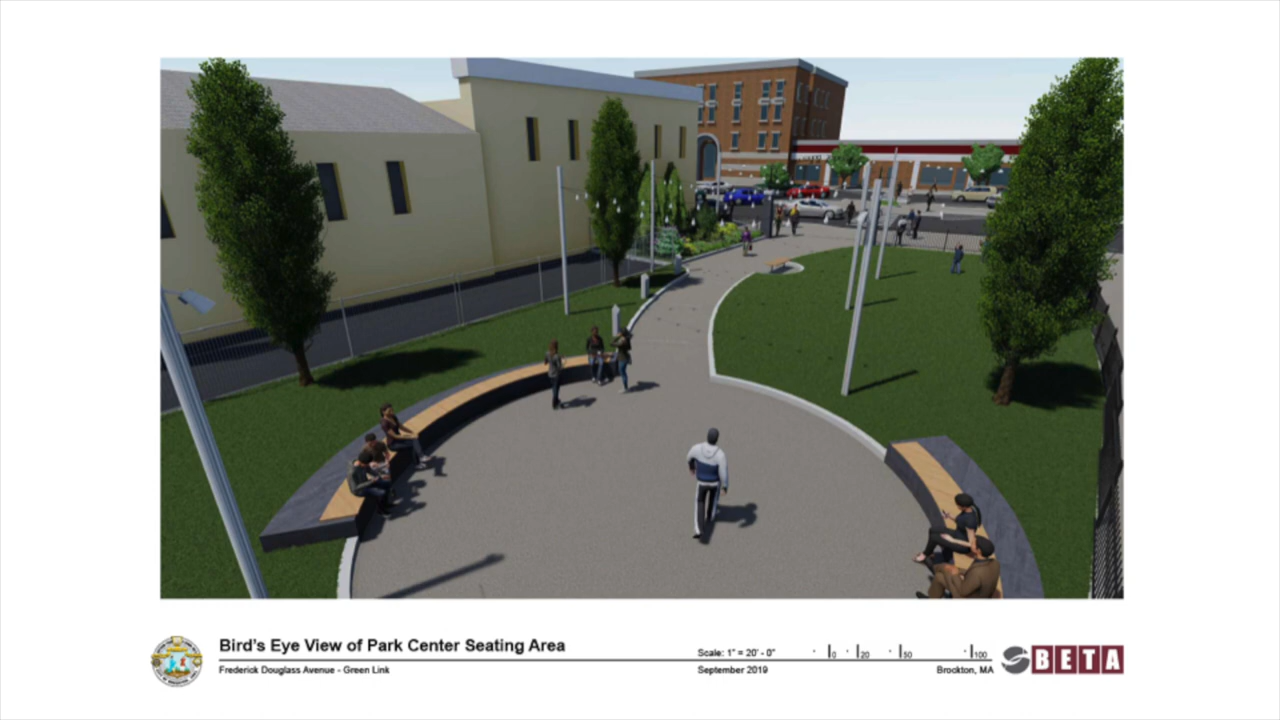 Bird's Eye View of Park Center Seating Area
Frederick Douglass Avenue - Green Link
Scale: 1" = 20' - 0"
0 20 50 100
September 2019
Brockton, MA
BETA